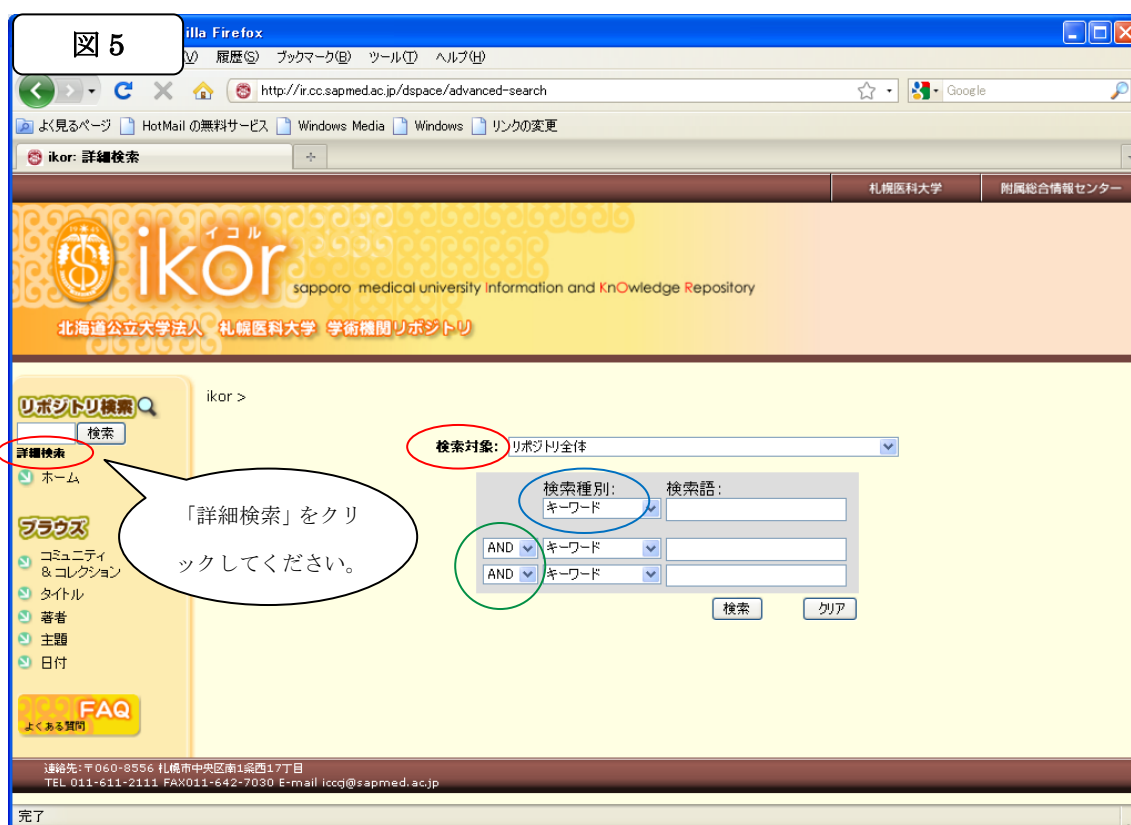 図 5
illa Firefox
(V) 履歴(S) ブックマーク(B) ツール(T) ヘルプ(H)
http://ir.cc.sapmed.ac.jp/dspace/advanced-search
Google
よく見るページ HotMail の無料サービス Windows Media Windows リンクの変更
ikor: 詳細検索
札幌医科大学 附属総合情報センター
イコル
ikor
sapporo medical university Information and KnOwledge Repository
北海道公立大学法人 札幌医科大学 学術機関リポジトリ
リポジトリ検索
検索
詳細検索
ホーム
ブラウズ
コミュニティ
&コレクション
タイトル
著者
主題
日付
FAQ
よくある質問
ikor >
検索対象: リポジトリ全体
検索種別: 検索語:
キーワード
AND キーワード
AND キーワード
検索 クリア
「詳細検索」をクリ
ックしてください。
連絡先:〒060-8556 札幌市中央区南1条西17丁目
TEL 011-611-2111 FAX011-642-7030 E-mail iccj@sapmed.ac.jp
完了